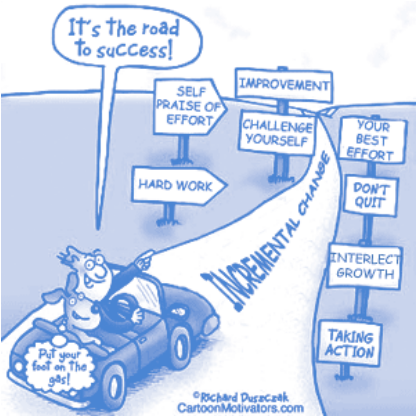 It's the road
to success!
SELF
PRAISE OF
EFFORT
IMPROVEMENT
CHALLENGE
YOURSELF
YOUR
BEST
EFFORT
HARD WORK
DON'T
QUIT
INCREMENTAL CHANGE
INTERLECT
GROWTH
TAKING
ACTION
Put your
foot on the
gas!
©Richard Duszczak
CartoonMotivators.com